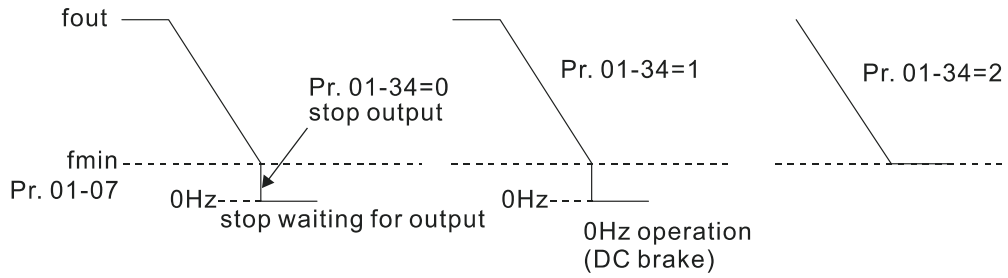 fout
Pr. 01-34=0
stop output
fmin
Pr. 01-07
0Hz
stop waiting for output
Pr. 01-34=1
0Hz
0Hz operation
(DC brake)
Pr. 01-34=2